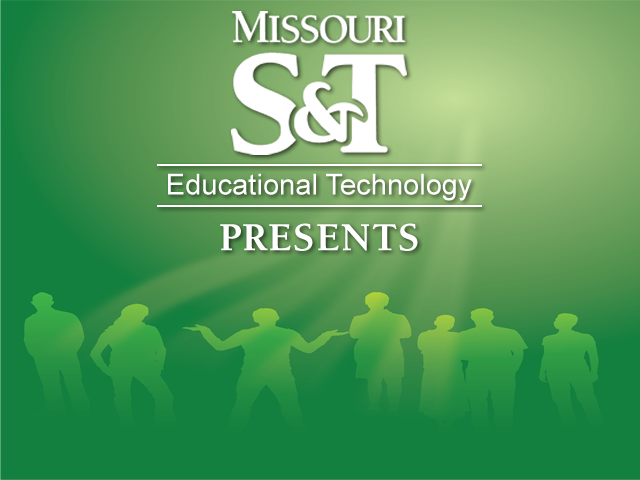 MISSOURI
S&T
Educational Technology
PRESENTS